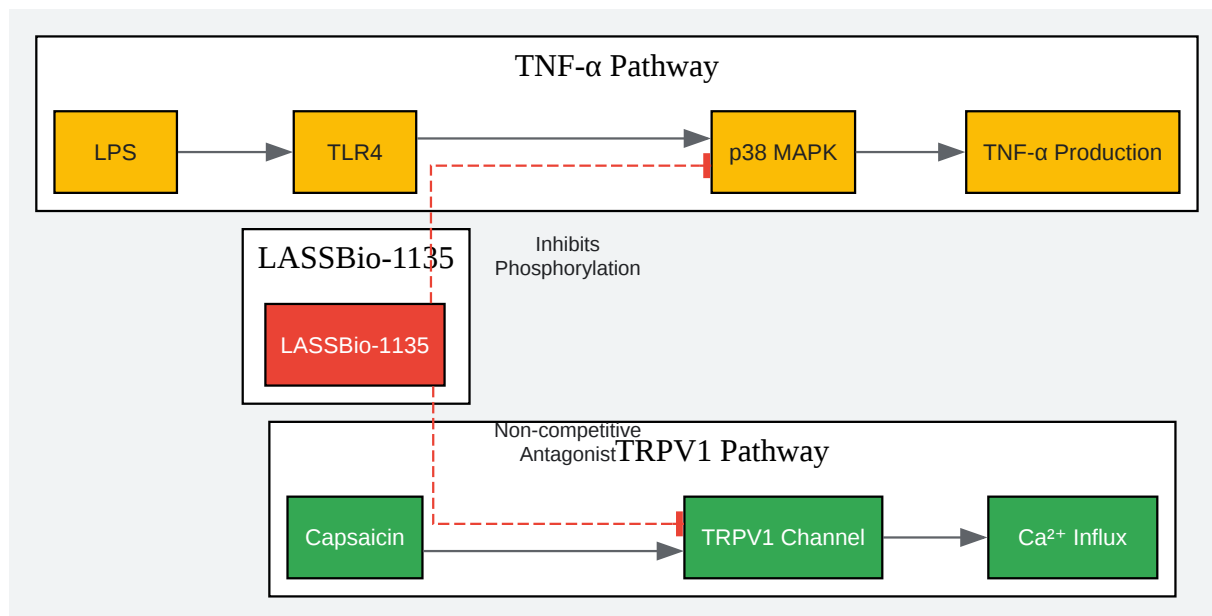 TNF-α Pathway
LPS
TLR4
p38 MAPK
TNF-α Production
Inhibits
Phosphorylation
LASSBio-1135
LASSBio-1135
Non-competitive
Antagonist
TRPV1 Pathway
Capsaicin
TRPV1 Channel
Ca²⁺ Influx